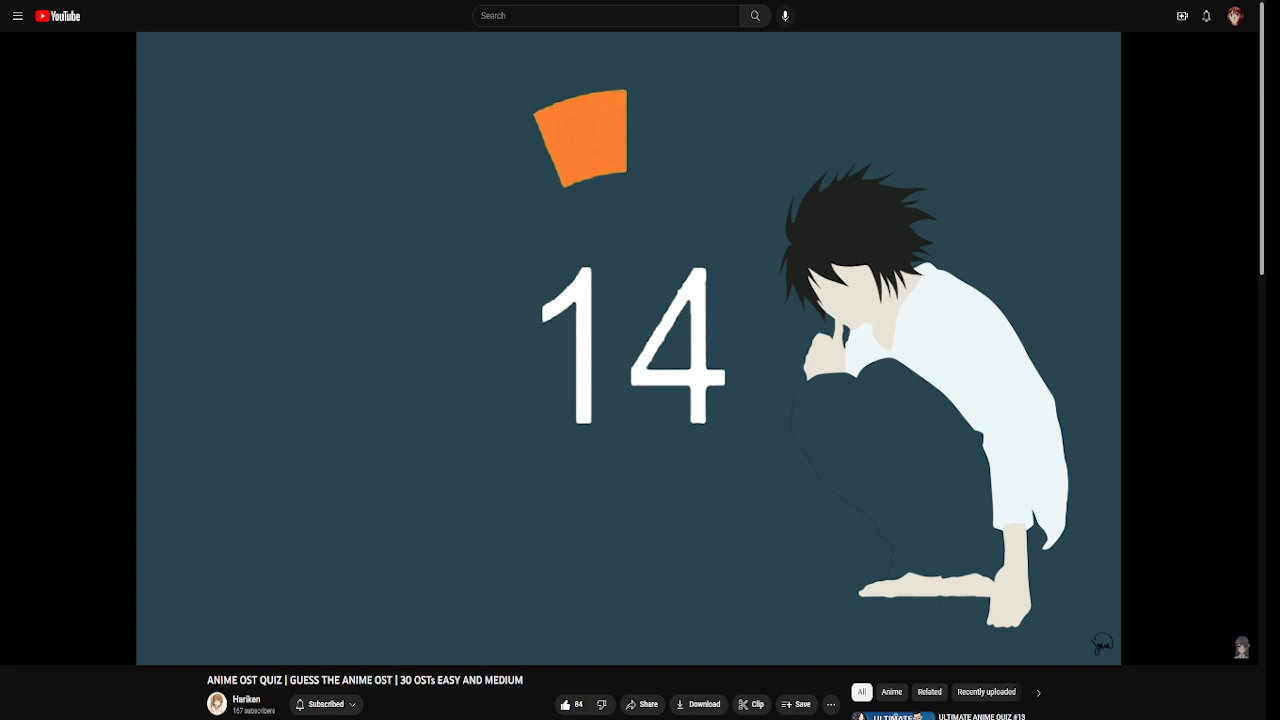 YouTube
Search
14
ANIME OST QUIZ | GUESS THE ANIME OST | 30 OSTs EASY AND MEDIUM
Hariken
167 subscribers
Subscribed
84
Share
Download
Clip
Save
All
Anime
Related
Recently uploaded
ULTIMATE
ULTIMATE ANIME QUIZ #13